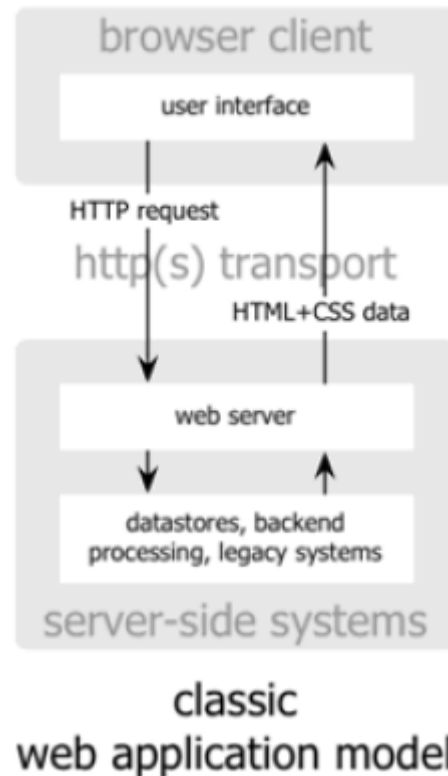 browser client
user interface
HTTP request
http(s) transport
HTML+CSS data
web server
datastores, backend
processing, legacy systems
server-side systems
classic
web application model